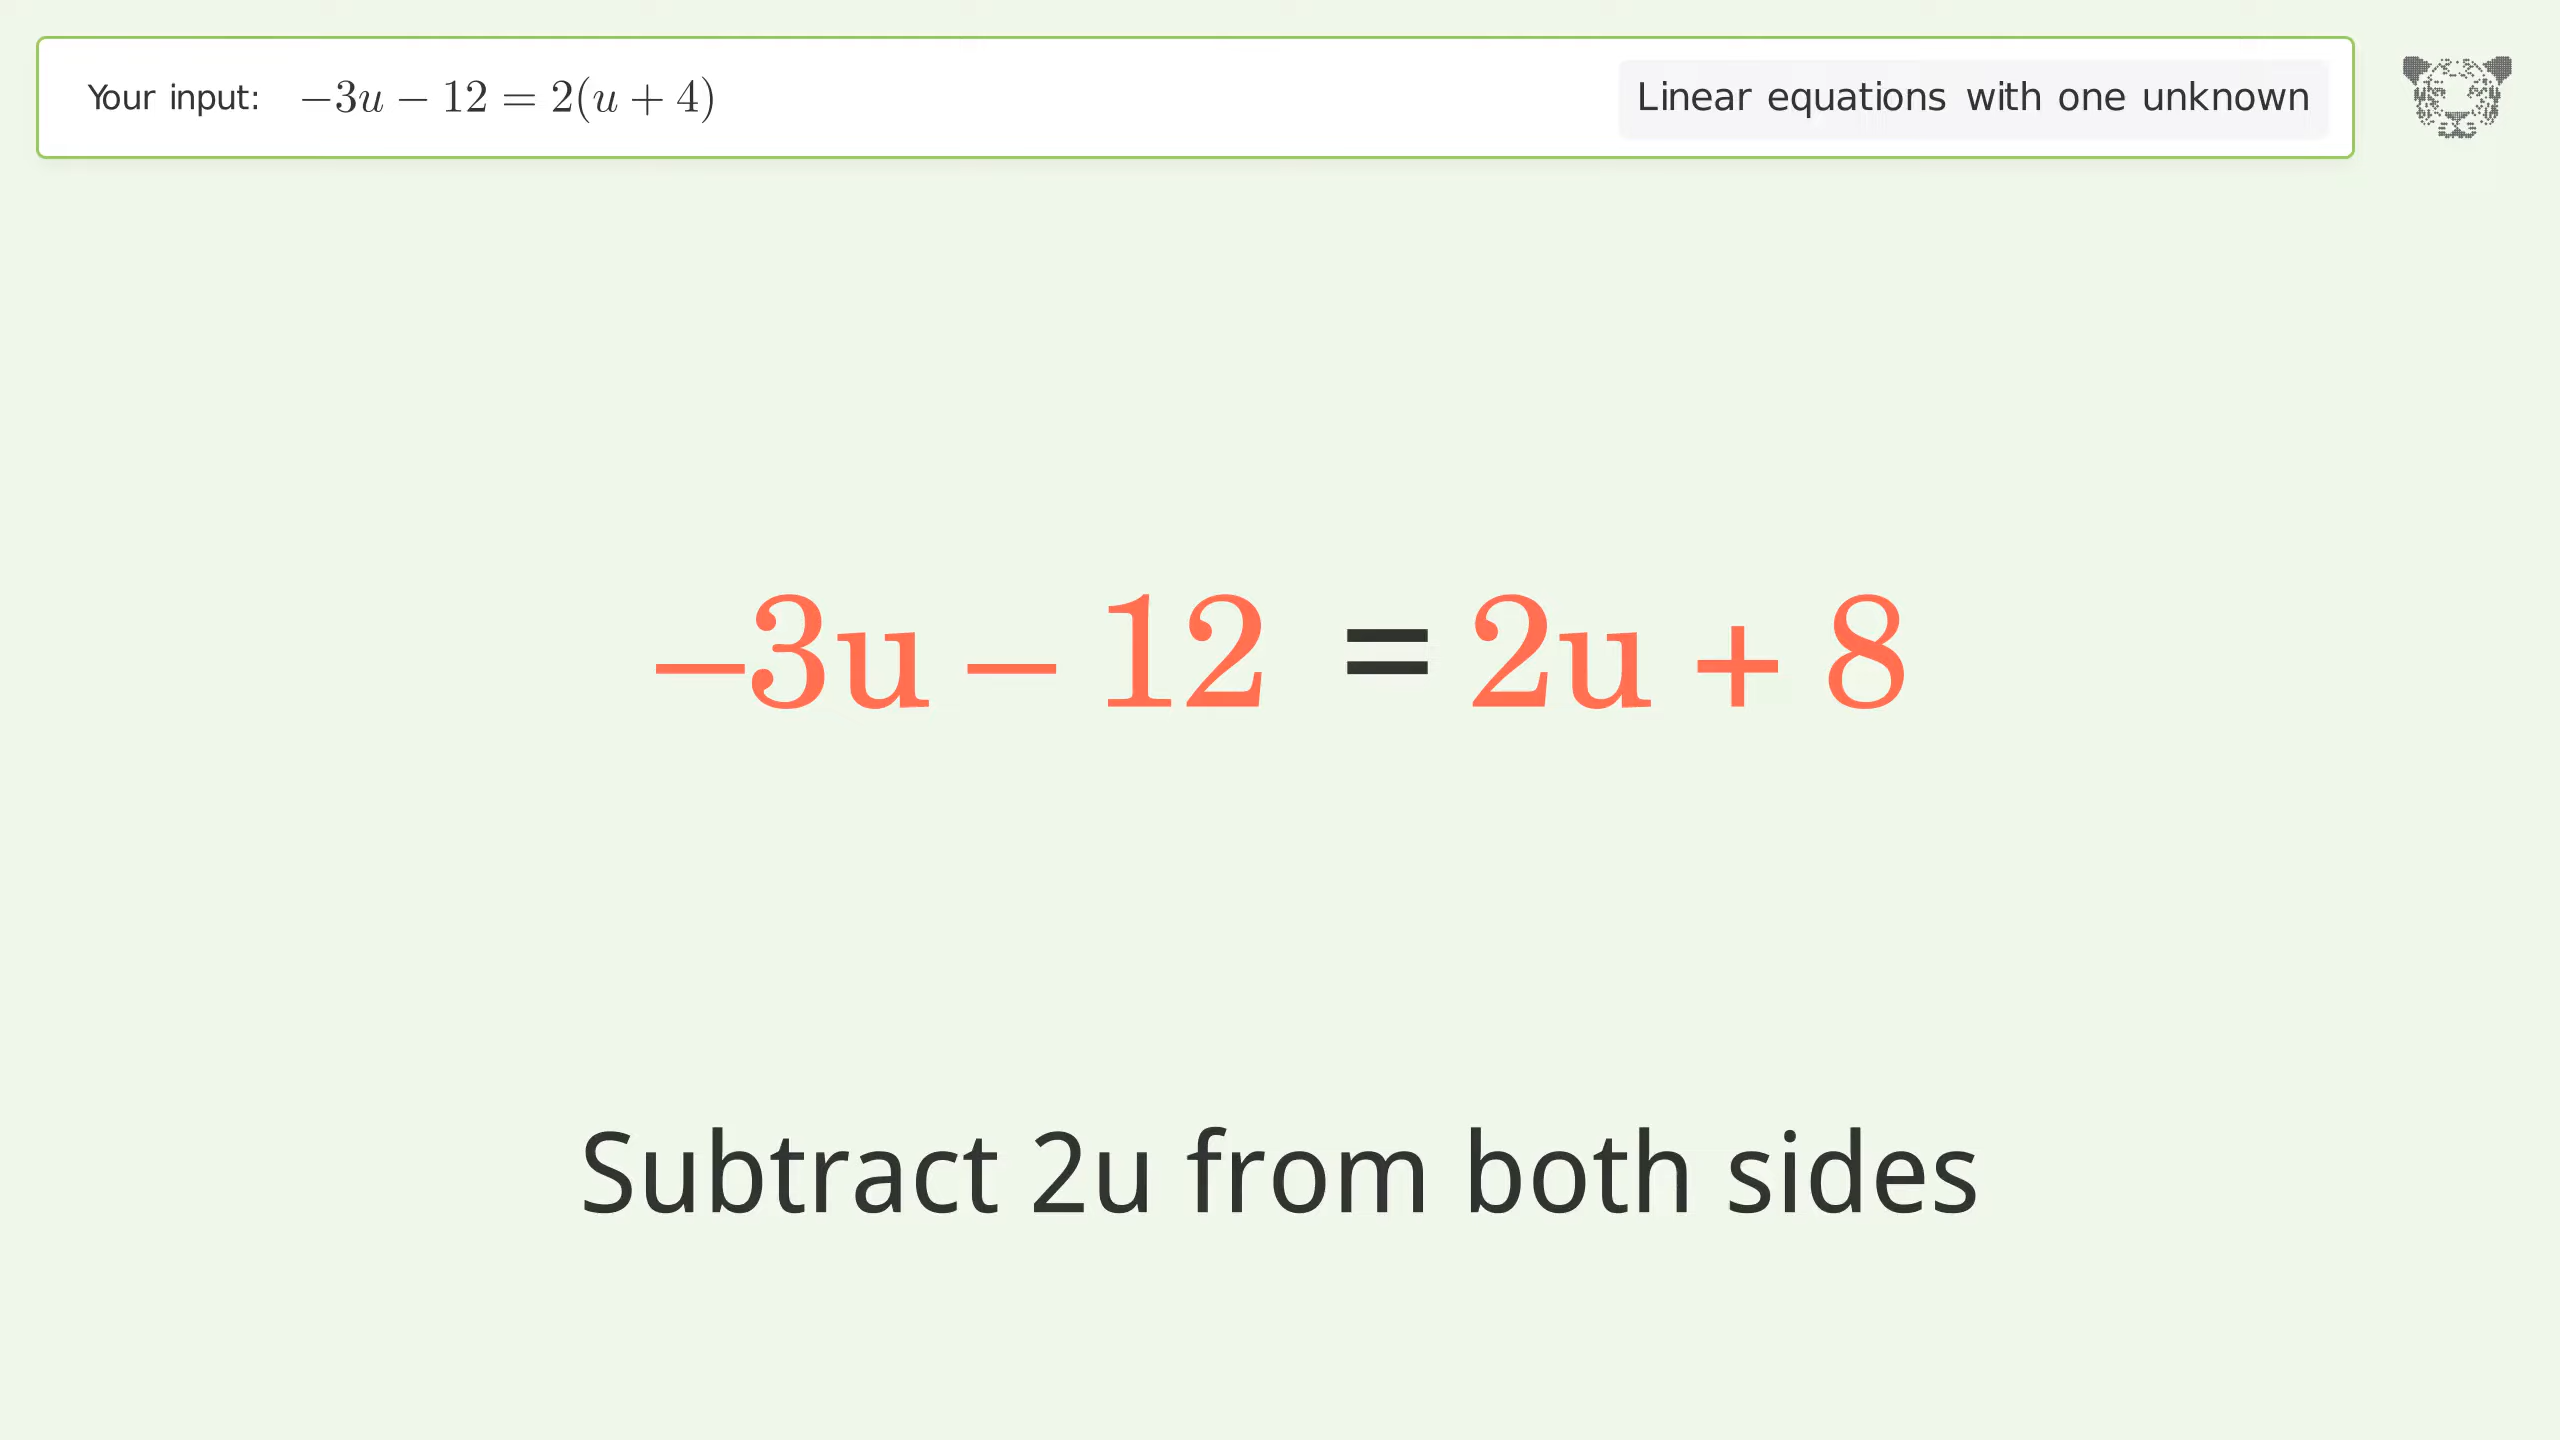 Your input: −3u − 12 = 2(u + 4)
Linear equations with one unknown
−3u − 12 = 2u + 8
Subtract 2u from both sides